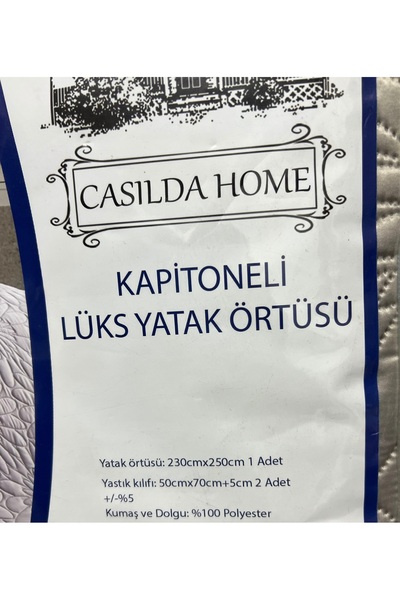 CASILDA HOME
KAPİTONELİ
LÜKS YATAK ÖRTÜSÜ
Yatak örtüsü: 230cmx250cm 1 Adet
Yastık kılıfı: 50cmx70cm+5cm 2 Adet
+/-%5
Kumaş ve Dolgu: %100 Polyester